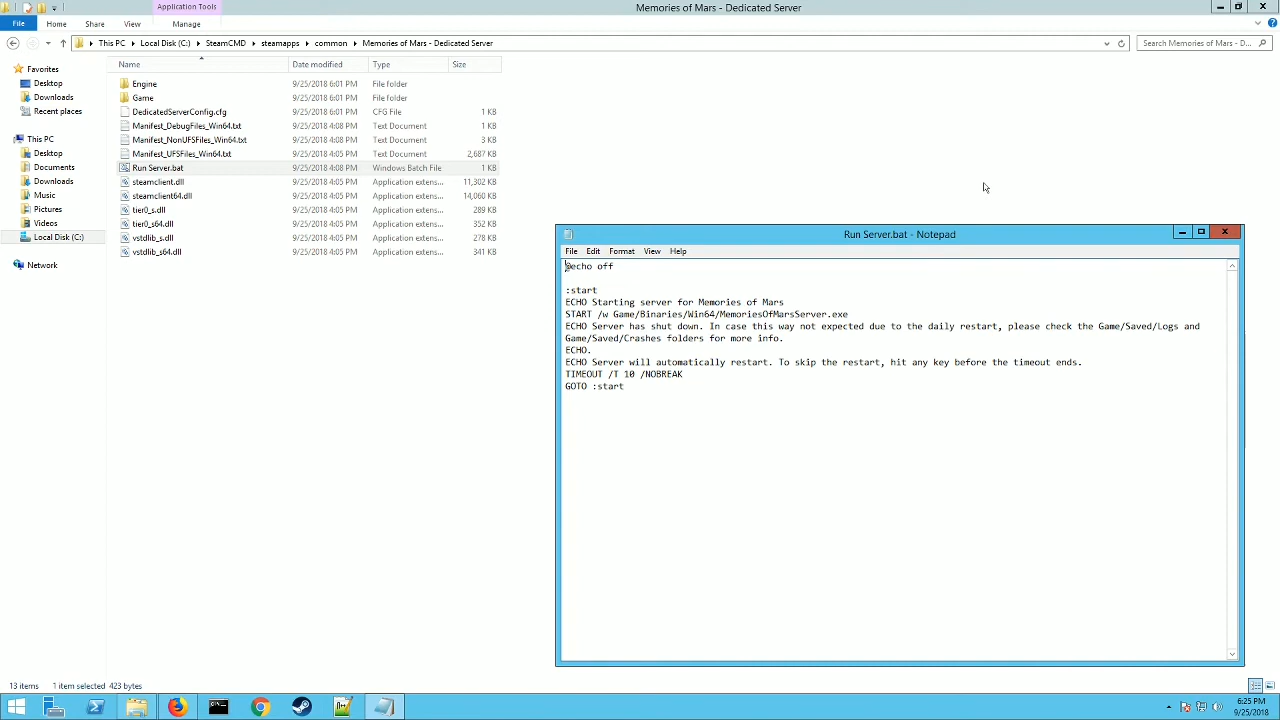 Application Tools
Memories of Mars - Dedicated Server
File Home Share View Manage
This PC Local Disk (C:) SteamCMD steamapps common Memories of Mars - Dedicated Server
Search Memories of Mars - D...
Favorites
Desktop
Downloads
Recent places
This PC
Desktop
Documents
Downloads
Music
Pictures
Videos
Local Disk (C:)
Network
Name Date modified Type Size
Engine 9/25/2018 6:01 PM File folder
Game 9/25/2018 6:01 PM File folder
DedicatedServerConfig.cfg 9/25/2018 6:01 PM CFG File 1 KB
Manifest_DebugFiles_Win64.txt 9/25/2018 4:08 PM Text Document 1 KB
Manifest_NonUFSFiles_Win64.txt 9/25/2018 4:08 PM Text Document 3 KB
Manifest_UFSFiles_Win64.txt 9/25/2018 4:05 PM Text Document 2,687 KB
Run Server.bat 9/25/2018 4:08 PM Windows Batch File 1 KB
steamclient.dll 9/25/2018 4:05 PM Application extens... 11,302 KB
steamclient64.dll 9/25/2018 4:05 PM Application extens... 14,060 KB
tier0_s.dll 9/25/2018 4:05 PM Application extens... 289 KB
tier0_s64.dll 9/25/2018 4:05 PM Application extens... 352 KB
vstdlib_s.dll 9/25/2018 4:05 PM Application extens... 278 KB
vstdlib_s64.dll 9/25/2018 4:05 PM Application extens... 341 KB
Run Server.bat - Notepad
File Edit Format View Help
@echo off
:start
ECHO Starting server for Memories of Mars
START /w Game/Binaries/Win64/MemoriesOfMarsServer.exe
ECHO Server has shut down. In case this way not expected due to the daily restart, please check the Game/Saved/Logs and
Game/Saved/Crashes folders for more info.
ECHO.
ECHO Server will automatically restart. To skip the restart, hit any key before the timeout ends.
TIMEOUT /T 10 /NOBREAK
GOTO :start
13 items 1 item selected 423 bytes
6:25 PM
9/25/2018